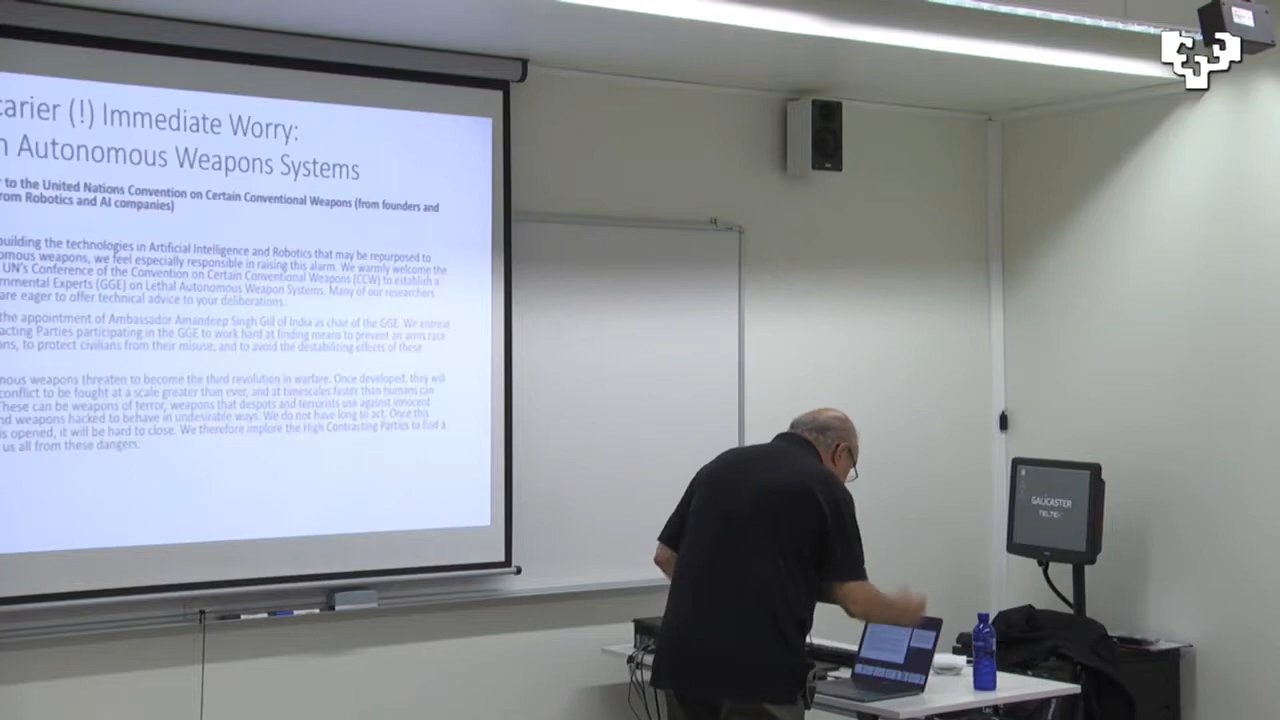 carier (!) Immediate Worry:
n Autonomous Weapons Systems
r to the United Nations Convention on Certain Conventional Weapons (from founders and
rom Robotics and AI companies)
building the technologies in Artificial Intelligence and Robotics that may be repurposed to
omous weapons, we feel especially responsible in raising this alarm. We warmly welcome the
UN's Conference of the Convention on Certain Conventional Weapons (CCW) to establish a
rnmental Experts (GGE) on Lethal Autonomous Weapon Systems. Many of our researchers
are eager to offer technical advice to your deliberations.
the appointment of Ambassador Amandeep Singh Gill of India as chair of the GGE. We entreat
acting Parties participating in the GGE to work hard at finding means to prevent an arms race
ons, to protect civilians from their misuse, and to avoid the destabilizing effects of these
mous weapons threaten to become the third revolution in warfare. Once developed, they will
conflict to be fought at a scale greater than ever, and at timescales faster than humans can
These can be weapons of terror, weapons that despots and terrorists use against innocent
nd weapons hacked to behave in undesirable ways. We do not have long to act. Once this
is opened, it will be hard to close. We therefore implore the High Contracting Parties to find a
us all from these dangers.
GALICASTER
TELTEK